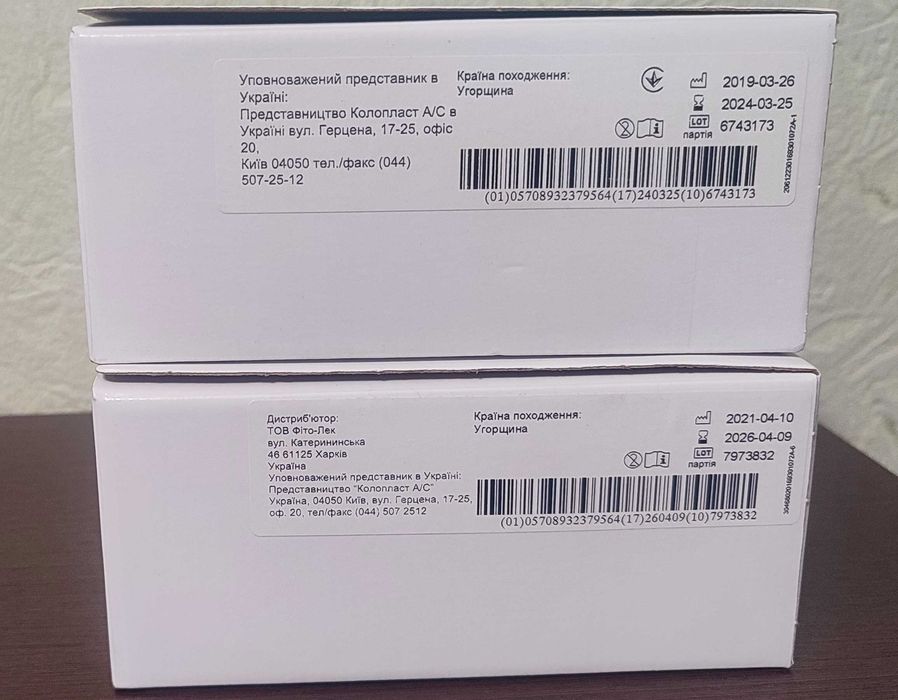 Уповноважений представник в
Україні:
Представництво Колопласт А/С в
Україні вул. Герцена, 17-25, офіс
20,
Київ 04050 тел./факс (044)
507-25-12
Країна походження:
Угорщина
2019-03-26
2024-03-25
LOT 6743173
партія
(01)05708932379564(17)240325(10)6743173
Дистриб'ютор:
ТОВ Фіто-Лек
вул. Катерининська
46 61125 Харків
Україна
Уповноважений представник в Україні:
Представництво "Колопласт А/С"
Україна, 04050 Київ, вул. Герцена, 17-25,
оф. 20, тел/факс (044) 507 2512
Країна походження:
Угорщина
2021-04-10
2026-04-09
LOT 7973832
партія
(01)05708932379564(17)260409(10)7973832